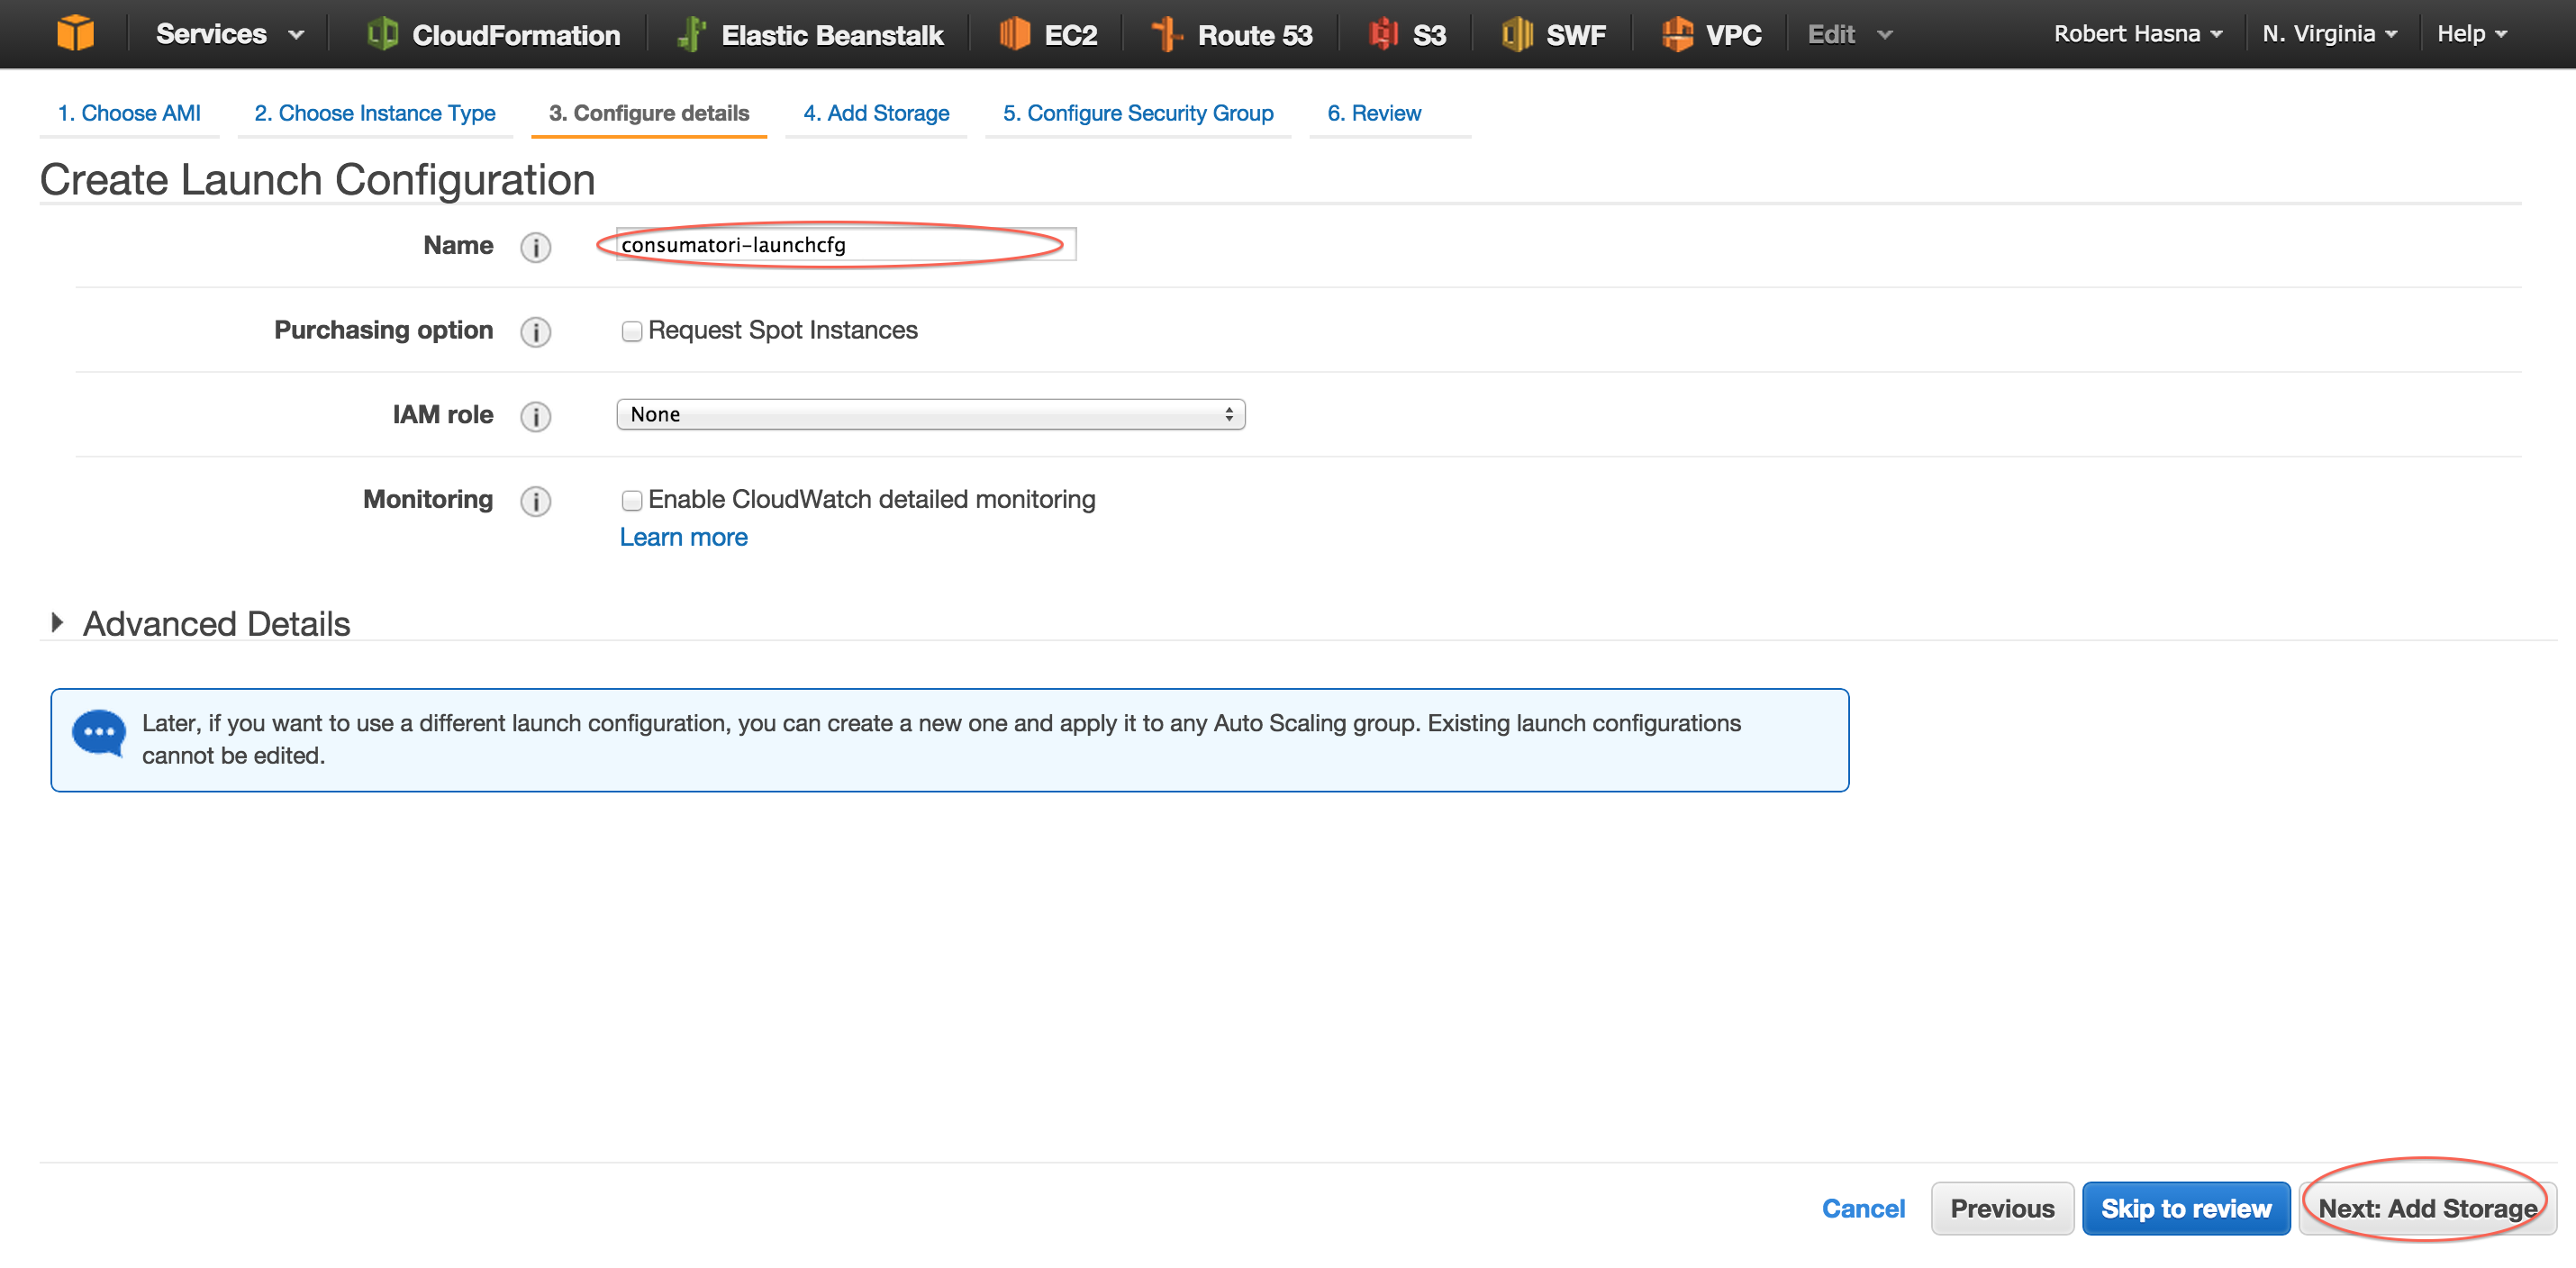 Services CloudFormation Elastic Beanstalk EC2 Route 53 S3 SWF VPC Edit Robert Hasna N. Virginia Help
1. Choose AMI 2. Choose Instance Type 3. Configure details 4. Add Storage 5. Configure Security Group 6. Review
Create Launch Configuration
Name i consumatori-launchcfg
Purchasing option i Request Spot Instances
IAM role i None
Monitoring i Enable CloudWatch detailed monitoring
Learn more
Advanced Details
Later, if you want to use a different launch configuration, you can create a new one and apply it to any Auto Scaling group. Existing launch configurations
cannot be edited.
Cancel Previous Skip to review Next: Add Storage